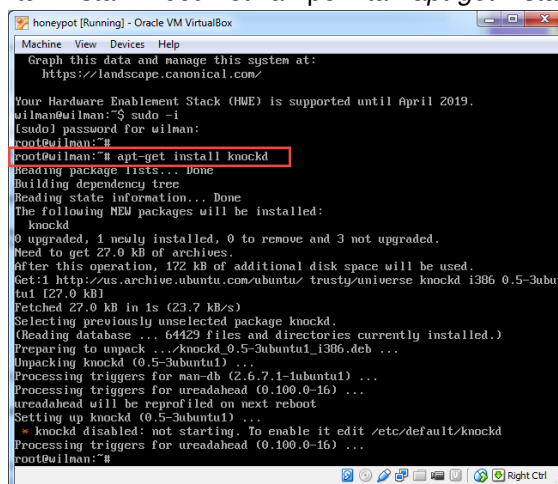 honeypot [Running] - Oracle VM VirtualBox
Machine View Devices Help
Graph this data and manage this system at:
https://landscape.canonical.com/
Your Hardware Enablement Stack (HWE) is supported until April 2019.
wilman@wilman:~$ sudo -i
[sudo] password for wilman:
root@wilman:~#
root@wilman:~# apt-get install knockd
Reading package lists... Done
Building dependency tree
Reading state information... Done
The following NEW packages will be installed:
knockd
0 upgraded, 1 newly installed, 0 to remove and 3 not upgraded.
Need to get 27.0 kB of archives.
After this operation, 172 kB of additional disk space will be used.
Get:1 http://us.archive.ubuntu.com/ubuntu/ trusty/universe knockd i386 0.5-3ubun
tu1 [27.0 kB]
Fetched 27.0 kB in 1s (23.7 kB/s)
Selecting previously unselected package knockd.
(Reading database ... 64429 files and directories currently installed.)
Preparing to unpack .../knockd_0.5-3ubuntu1_i386.deb ...
Unpacking knockd (0.5-3ubuntu1) ...
Processing triggers for man-db (2.6.7.1-1ubuntu1) ...
Processing triggers for ureadahead (0.100.0-16) ...
ureadahead will be reprofiled on next reboot
Setting up knockd (0.5-3ubuntu1) ...
* knockd disabled: not starting. To enable it edit /etc/default/knockd
Processing triggers for ureadahead (0.100.0-16) ...
root@wilman:~#
Right Ctrl